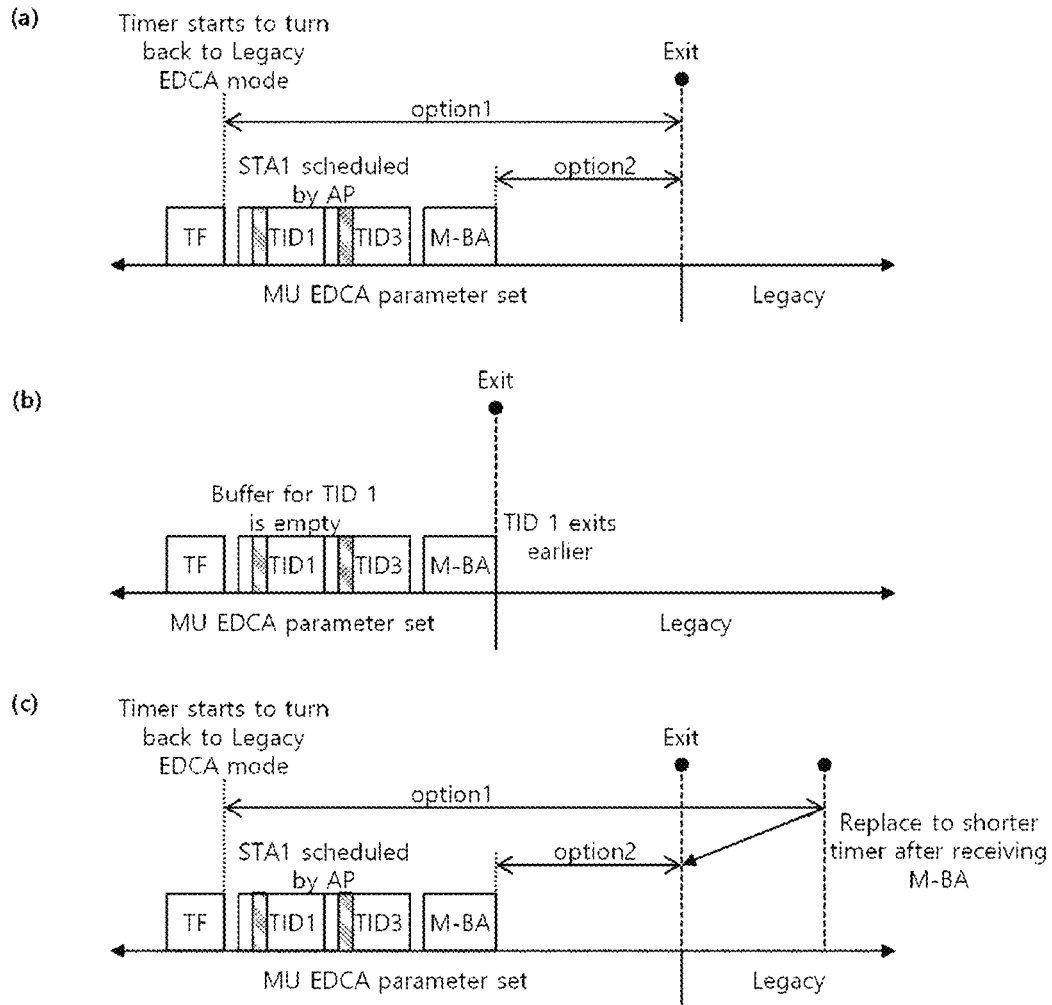 (a)
Timer starts to turn
back to Legacy
EDCA mode
Exit
option1
STA1 scheduled
by AP
option2
TF
TID1
TID3
M-BA
MU EDCA parameter set
Legacy
(b)
Exit
Buffer for TID 1
is empty
TID 1 exits
earlier
TF
TID1
TID3
M-BA
MU EDCA parameter set
Legacy
(c)
Timer starts to turn
back to Legacy
EDCA mode
Exit
option1
Replace to shorter
timer after receiving
M-BA
STA1 scheduled
by AP
option2
TF
TID1
TID3
M-BA
MU EDCA parameter set
Legacy